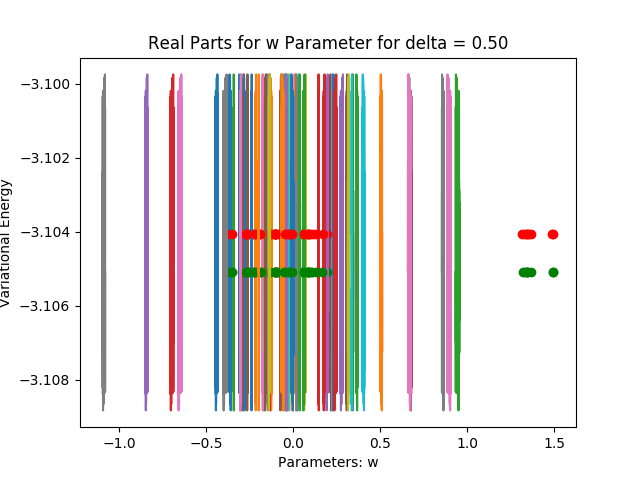 Real Parts for w Parameter for delta = 0.50
Variational Energy
−3.100
−3.102
−3.104
−3.106
−3.108
−1.0 −0.5 0.0 0.5 1.0 1.5
Parameters: w